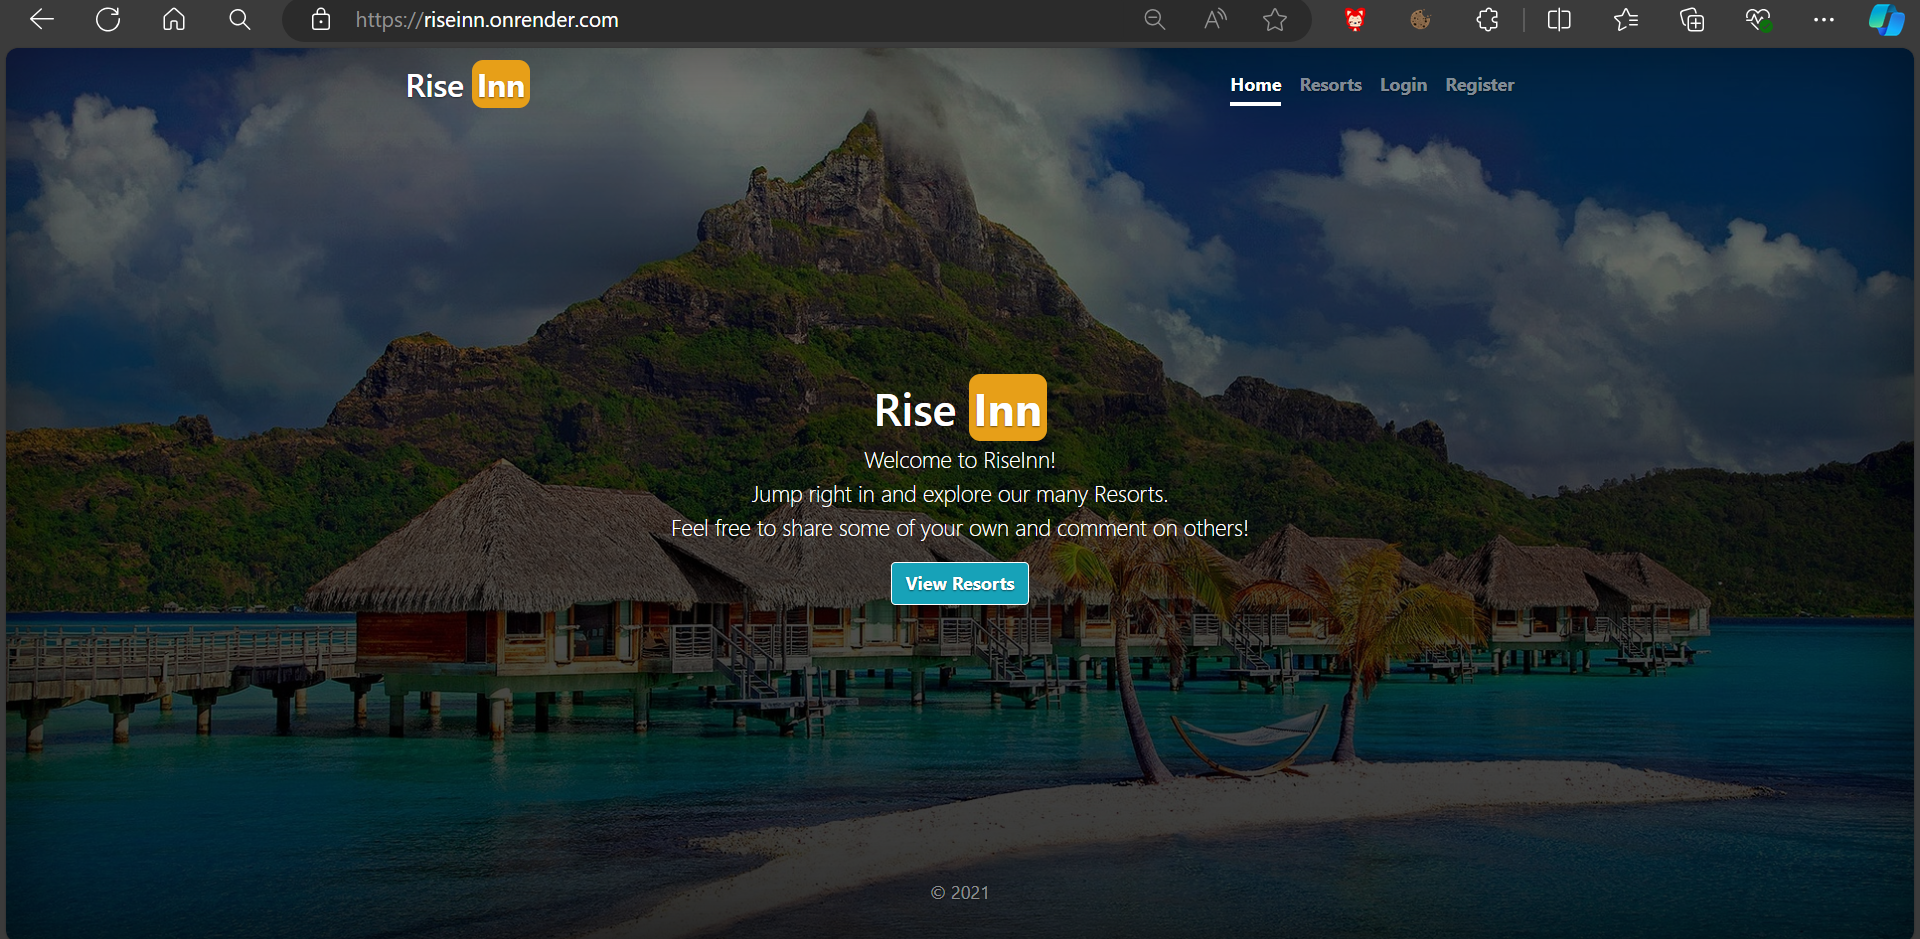 https://riseinn.onrender.com
Rise Inn
Home Resorts Login Register
Rise Inn
Welcome to RiseInn!
Jump right in and explore our many Resorts.
Feel free to share some of your own and comment on others!
View Resorts
© 2021